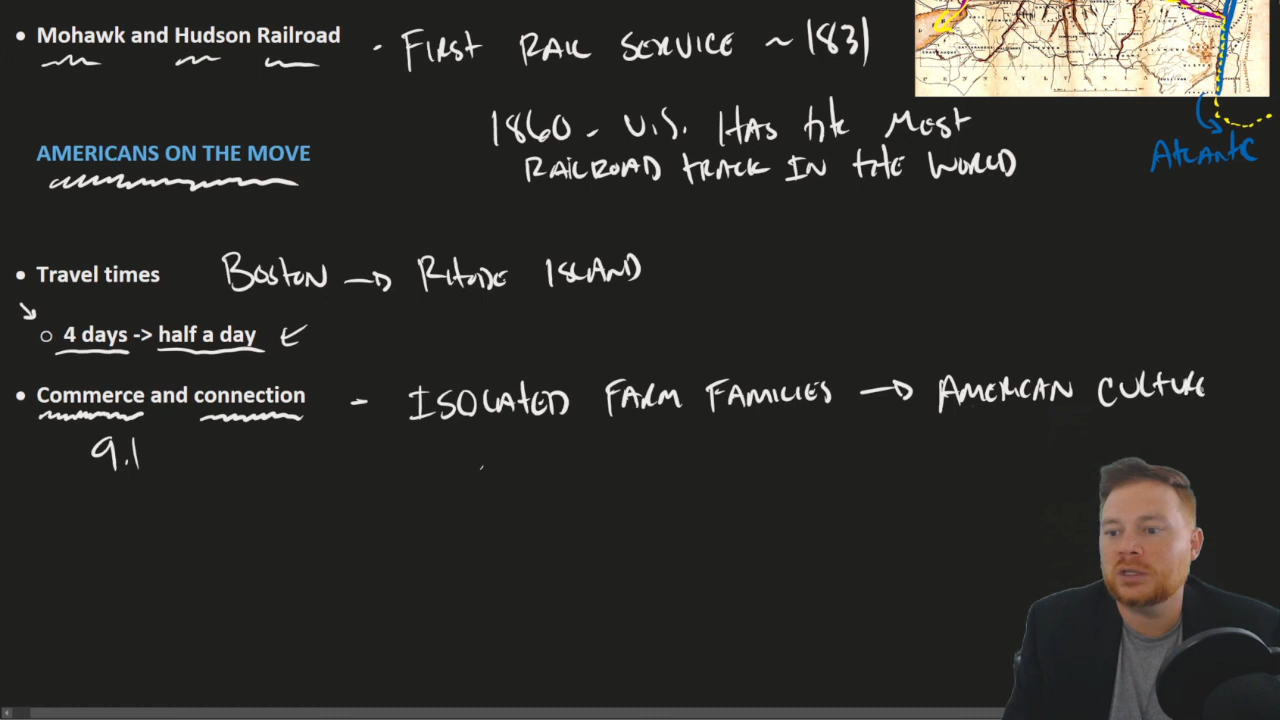 • Mohawk and Hudson Railroad - FIRST RAIL SERVICE ~ 1831
1860 - U.S. HAS THE MOST
RAILROAD TRACK IN THE WORLD
PENNSYLVANIA
ATLANTIC
AMERICANS ON THE MOVE
• Travel times BOSTON -> RHODE ISLAND
○ 4 days -> half a day
• Commerce and connection - ISOLATED FARM FAMILIES -> AMERICAN CULTURE
9.1